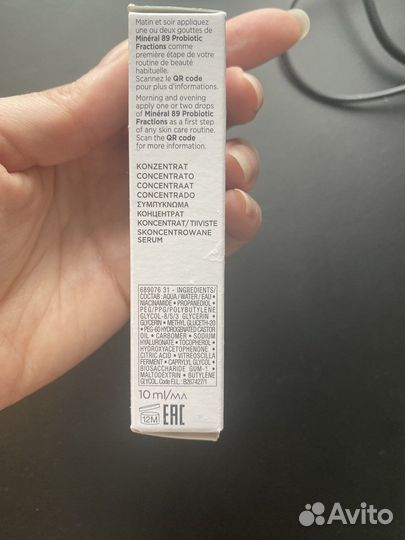 Matin et soir appliquez
une ou deux gouttes de
Minéral 89 Probiotic
Fractions comme
première étape de votre
routine de beauté
habituelle.
Scannez le QR code
pour plus d'informations.
Morning and evening
apply one or two drops
of Minéral 89 Probiotic
Fractions as a first step
of any skin care routine.
Scan the QR code
for more information.
KONZENTRAT
CONCENTRATO
CONCENTRAAT
CONCENTRADO
ΣΥΜΠΥΚΝΩΜΑ
КОНЦЕНТРАТ
KONCENTRAT/TIIVISTE
SKONCENTROWANE
SERUM
689076 31 - INGREDIENTS/
СОСТАВ: AQUA/WATER/EAU •
NIACINAMIDE • PROPANEDIOL •
PEG/PPG/POLYBUTYLENE
GLYCOL-8/5/3 GLYCERIN •
GLYCERIN • METHYL GLUCETH-20
• PEG-60 HYDROGENATED CASTOR
OIL • CARBOMER • SODIUM
HYALURONATE • TOCOPHEROL •
HYDROXYACETOPHENONE •
CITRIC ACID • VITREOSCILLA
FERMENT • CAPRYLYL GLYCOL •
BIOSACCHARIDE GUM-1 •
MALTODEXTRIN • BUTYLENE
GLYCOL. Code F.I.L. : B267427/1
10 ml/мл
12M EAC
Avito